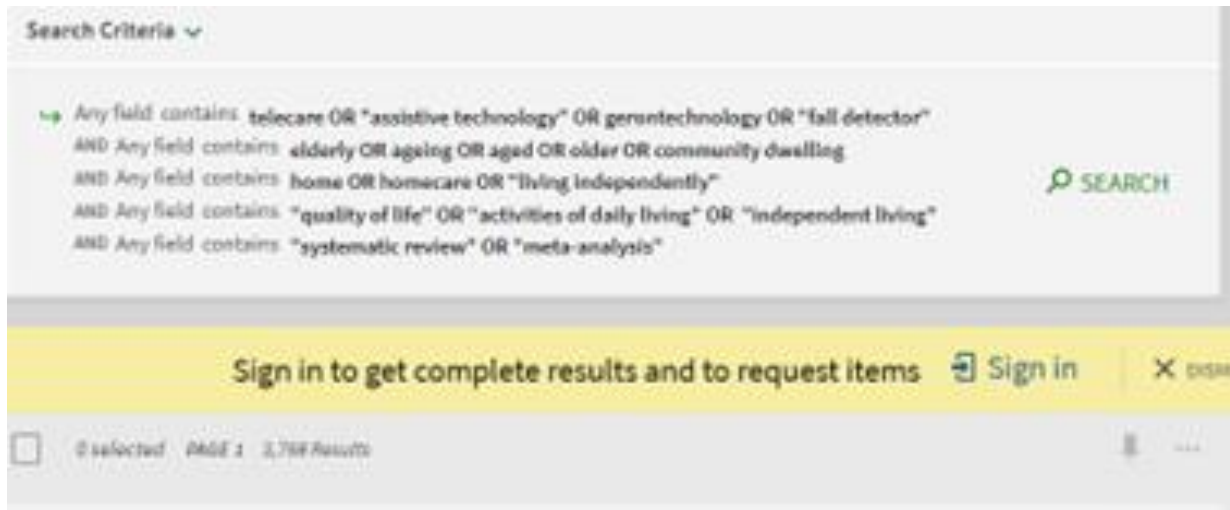 Search Criteria
Any field contains telecare OR "assistive technology" OR gerontechnology OR "fall detector"
AND Any field contains elderly OR ageing OR aged OR older OR community dwelling
AND Any field contains home OR homecare OR "living independently"
AND Any field contains "quality of life" OR "activities of daily living" OR "independent living"
AND Any field contains "systematic review" OR "meta-analysis"
SEARCH
Sign in to get complete results and to request items Sign in
0 selected PAGE 1 Results